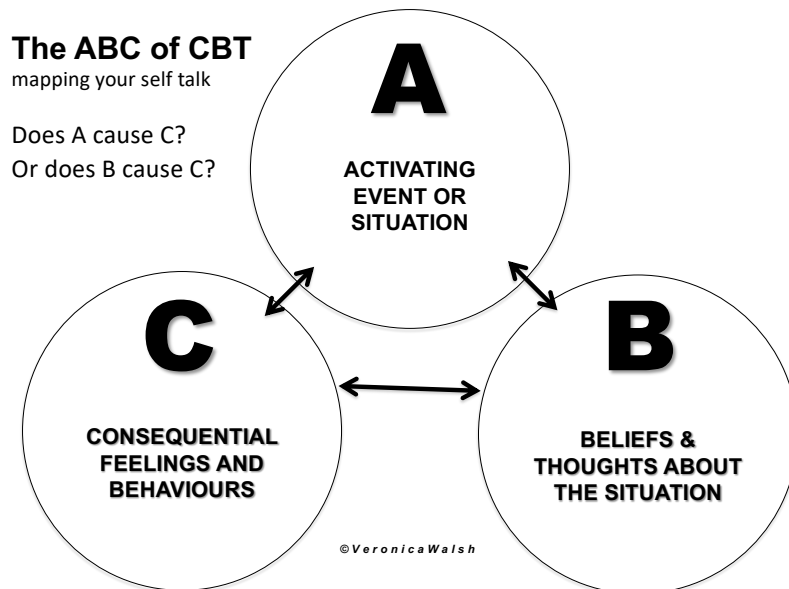 The ABC of CBT
mapping your self talk
Does A cause C?
Or does B cause C?
A
ACTIVATING
EVENT OR
SITUATION
C
CONSEQUENTIAL
FEELINGS AND
BEHAVIOURS
B
BELIEFS &
THOUGHTS ABOUT
THE SITUATION
©VeronicaWalsh